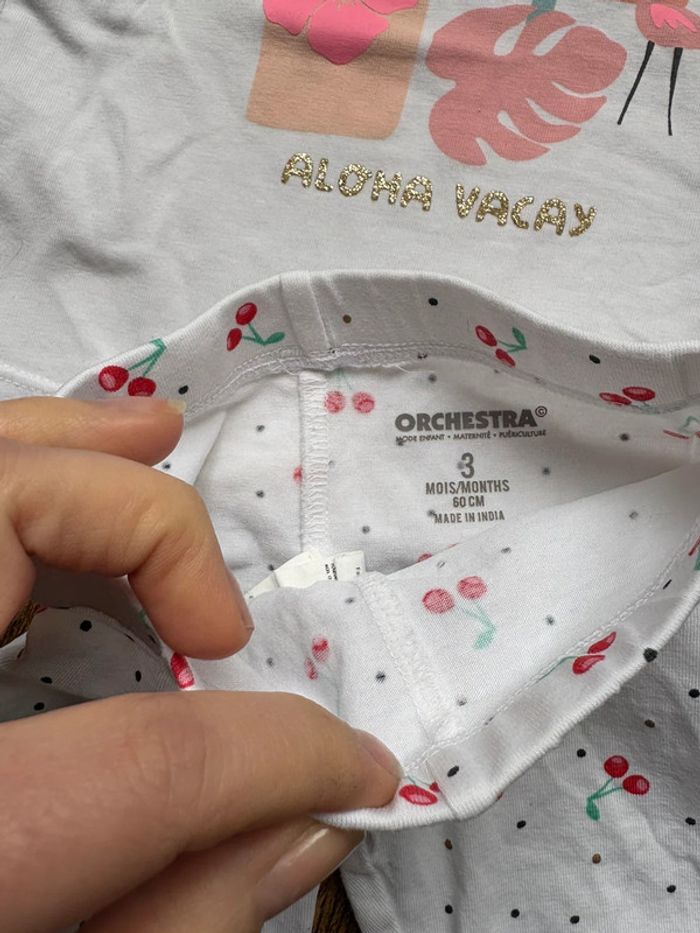 ALOHA VACAY
ORCHESTRA©
MODE ENFANT • MATERNITÉ • PUÉRICULTURE
3
MOIS/MONTHS
60 CM
MADE IN INDIA